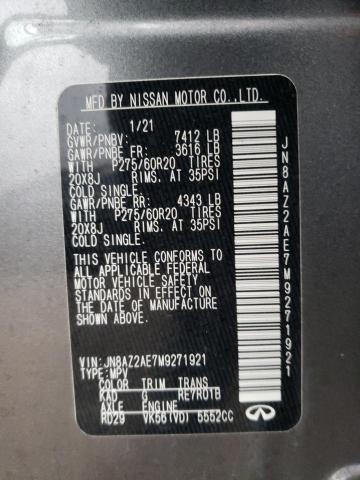 MFD BY NISSAN MOTOR CO.,LTD.
DATE: 1/21
GVWR/PNBV: 7412 LB
GAWR/PNBE FR: 3616 LB
WITH P275/60R20 TIRES
20X8J RIMS. AT 35PSI
COLD SINGLE.
GAWR/PNBE RR: 4343 LB
WITH P275/60R20 TIRES
20X8J RIMS. AT 35PSI
COLD SINGLE.
THIS VEHICLE CONFORMS TO
ALL APPLICABLE FEDERAL
MOTOR VEHICLE SAFETY
STANDARDS IN EFFECT ON
THE DATE OF MANUFACTURE
SHOWN ABOVE.
VIN:JN8AZ2AE7M9271921
TYPE:MPV
COLOR TRIM TRANS
KAD G RE7R01B
AXLE ENGINE
RD29 VK56(VD) 5552CC
JN8AZ2AE7M9271921